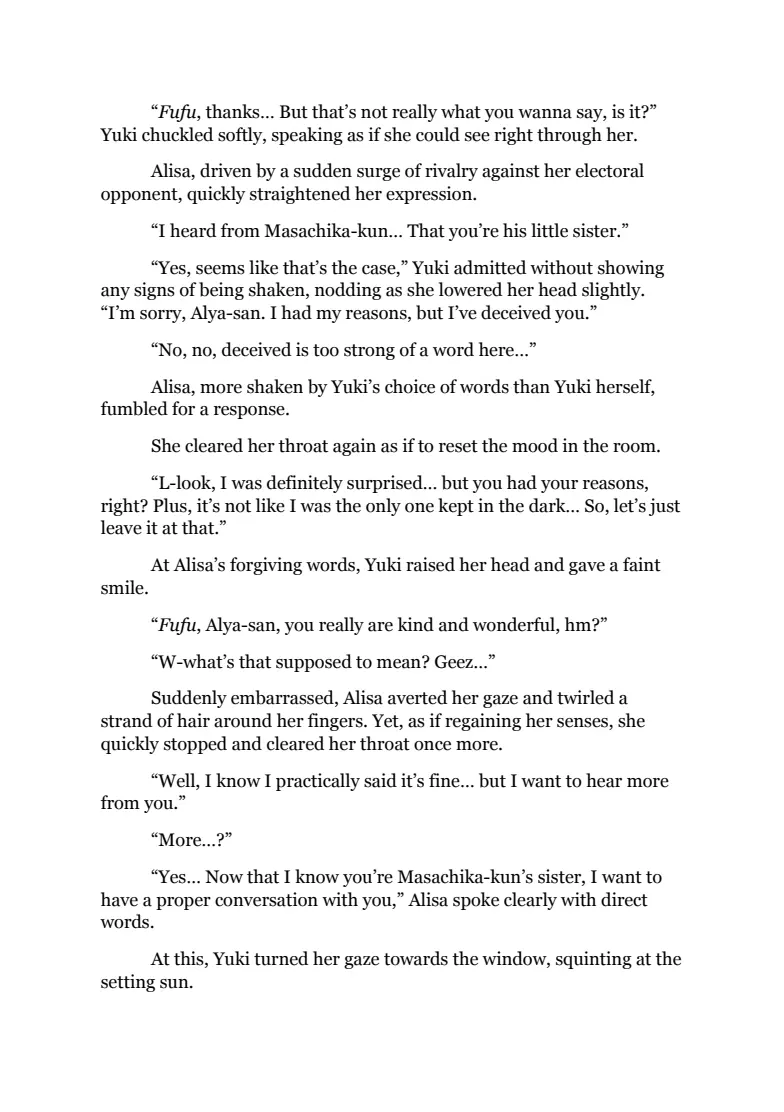 “Fufu, thanks... But that’s not really what you wanna say, is it?”
Yuki chuckled softly, speaking as if she could see right through her.
Alisa, driven by a sudden surge of rivalry against her electoral
opponent, quickly straightened her expression.
“I heard from Masachika-kun... That you’re his little sister.”
“Yes, seems like that’s the case,” Yuki admitted without showing
any signs of being shaken, nodding as she lowered her head slightly.
“I’m sorry, Alya-san. I had my reasons, but I’ve deceived you.”
“No, no, deceived is too strong of a word here...”
Alisa, more shaken by Yuki’s choice of words than Yuki herself,
fumbled for a response.
She cleared her throat again as if to reset the mood in the room.
“L-look, I was definitely surprised... but you had your reasons,
right? Plus, it’s not like I was the only one kept in the dark... So, let’s just
leave it at that.”
At Alisa’s forgiving words, Yuki raised her head and gave a faint
smile.
“Fufu, Alya-san, you really are kind and wonderful, hm?”
“W-what’s that supposed to mean? Geez...”
Suddenly embarrassed, Alisa averted her gaze and twirled a
strand of hair around her fingers. Yet, as if regaining her senses, she
quickly stopped and cleared her throat once more.
“Well, I know I practically said it’s fine... but I want to hear more
from you.”
“More...?”
“Yes... Now that I know you’re Masachika-kun’s sister, I want to
have a proper conversation with you,” Alisa spoke clearly with direct
words.
At this, Yuki turned her gaze towards the window, squinting at the
setting sun.